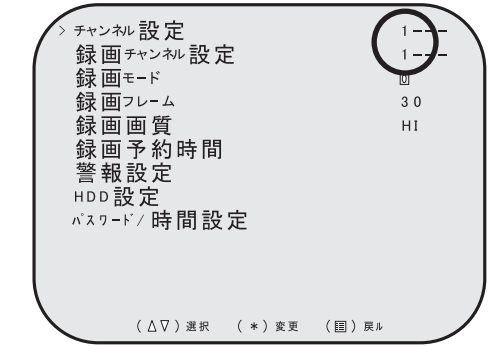 > チャンネル設定 1---
録画チャンネル設定 1---
録画モード 0
録画フレーム 30
録画画質 HI
録画予約時間
警報設定
HDD設定
パスワード/時間設定
(△▽)選択 (*)変更 (▤)戻ル